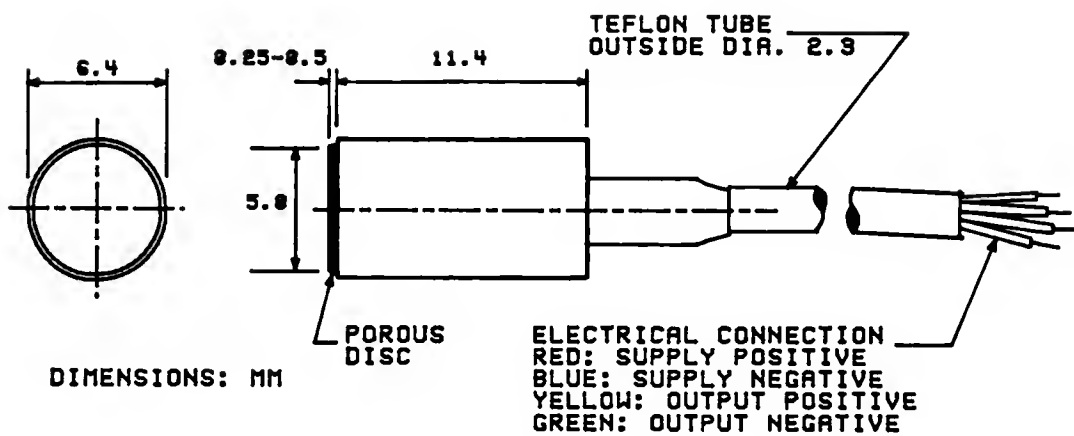 TEFLON TUBE
OUTSIDE DIA. 2.3
6.4
0.25-0.5
11.4
5.8
POROUS
DISC
DIMENSIONS: MM
ELECTRICAL CONNECTION
RED: SUPPLY POSITIVE
BLUE: SUPPLY NEGATIVE
YELLOW: OUTPUT POSITIVE
GREEN: OUTPUT NEGATIVE